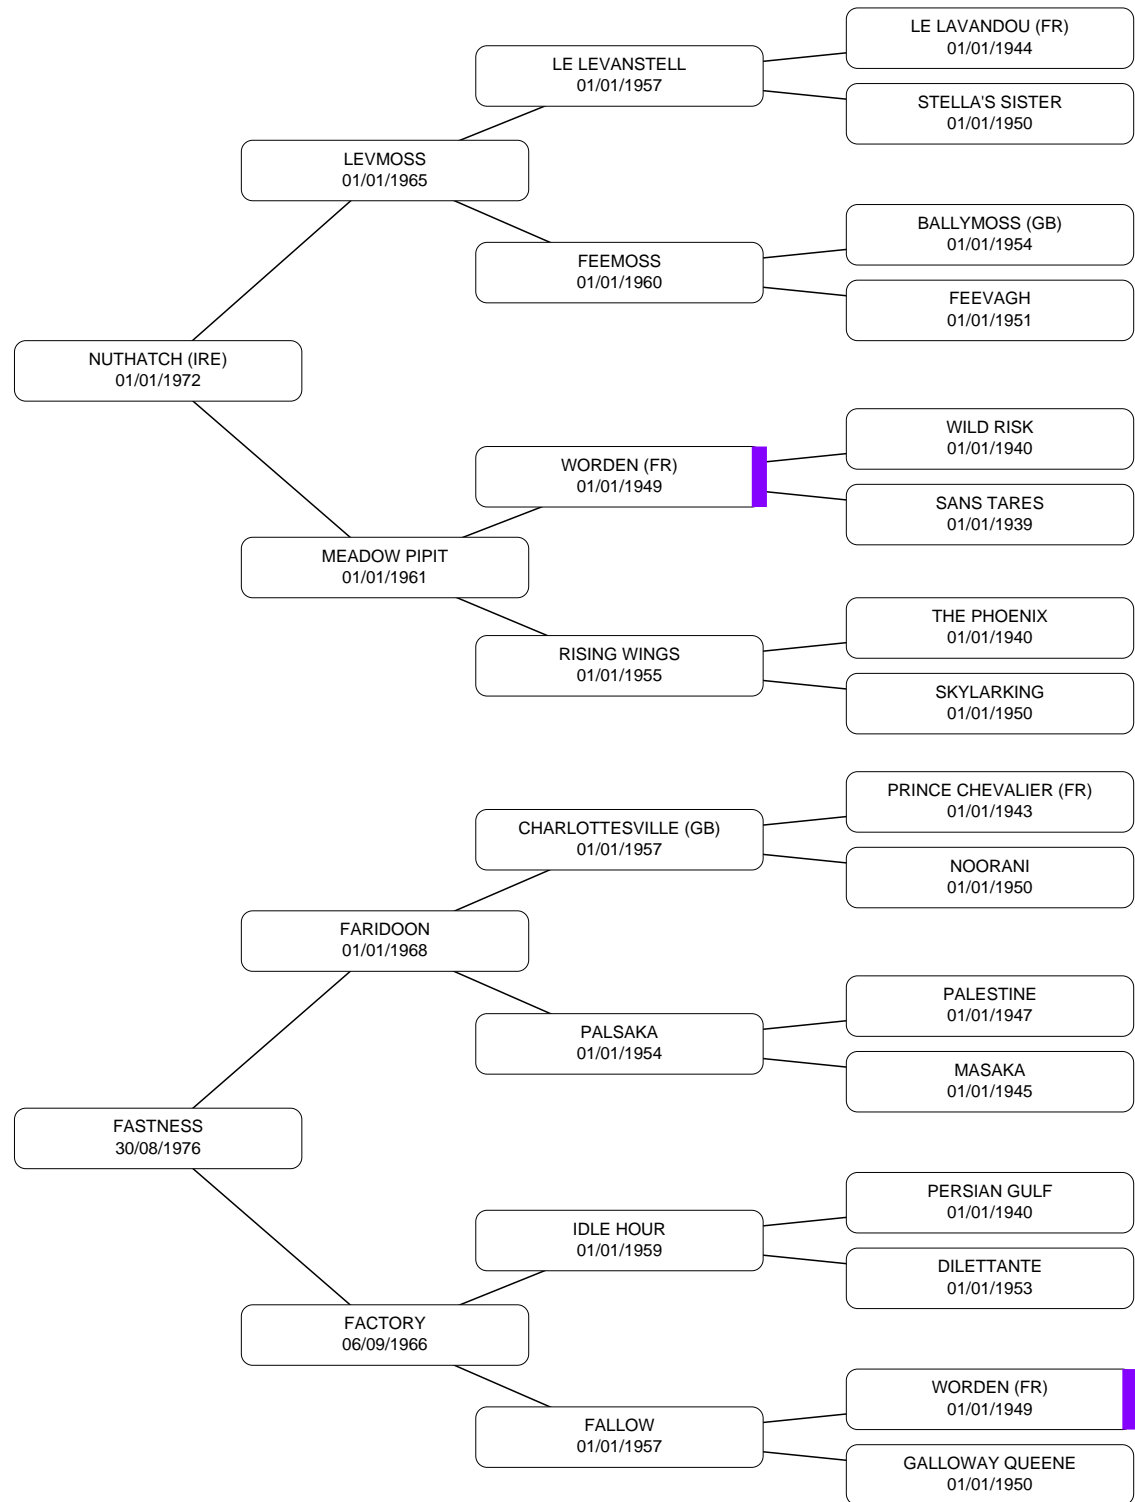 LE LAVANDOU (FR)
01/01/1944
LE LEVANSTELL
01/01/1957
STELLA'S SISTER
01/01/1950
LEVMOSS
01/01/1965
BALLYMOSS (GB)
01/01/1954
FEEMOSS
01/01/1960
FEEVAGH
01/01/1951
NUTHATCH (IRE)
01/01/1972
WILD RISK
01/01/1940
WORDEN (FR)
01/01/1949
SANS TARES
01/01/1939
MEADOW PIPIT
01/01/1961
THE PHOENIX
01/01/1940
RISING WINGS
01/01/1955
SKYLARKING
01/01/1950
PRINCE CHEVALIER (FR)
01/01/1943
CHARLOTTESVILLE (GB)
01/01/1957
NOORANI
01/01/1950
FARIDOON
01/01/1968
PALESTINE
01/01/1947
PALSAKA
01/01/1954
MASAKA
01/01/1945
FASTNESS
30/08/1976
PERSIAN GULF
01/01/1940
IDLE HOUR
01/01/1959
DILETTANTE
01/01/1953
FACTORY
06/09/1966
WORDEN (FR)
01/01/1949
FALLOW
01/01/1957
GALLOWAY QUEENE
01/01/1950